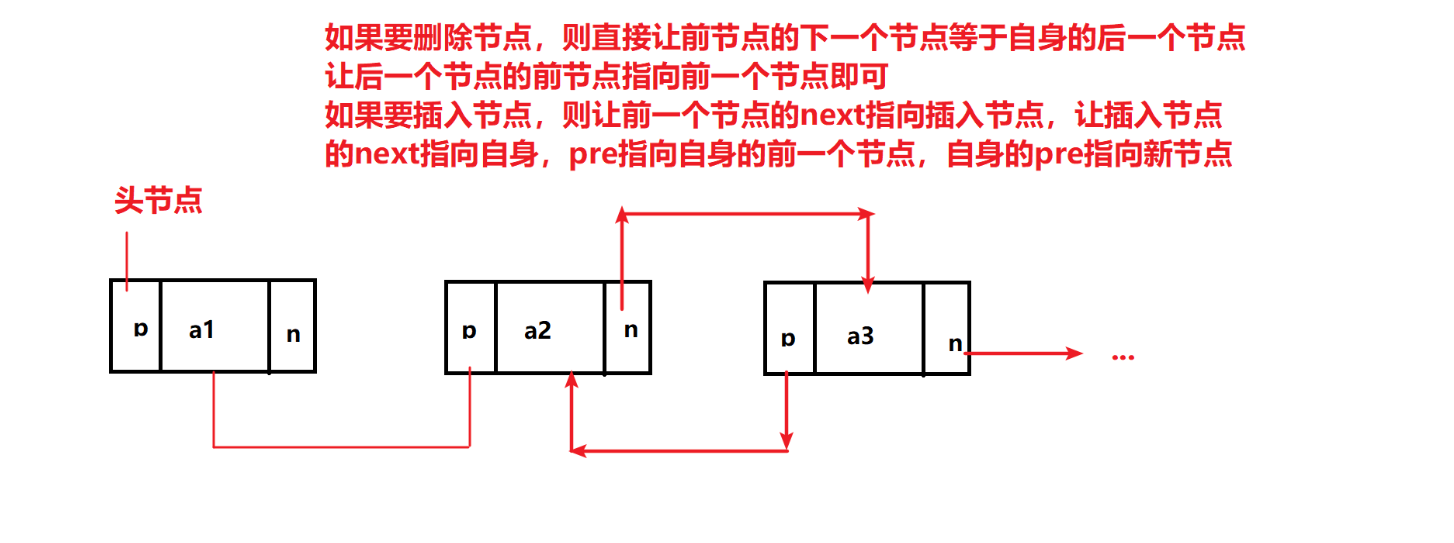 如果要删除节点，则直接让前节点的下一个节点等于自身的后一个节点
让后一个节点的前节点指向前一个节点即可
如果要插入节点，则让前一个节点的next指向插入节点，让插入节点
的next指向自身，pre指向自身的前一个节点，自身的pre指向新节点
头节点
p a1 n
p a2 n
p a3 n
...